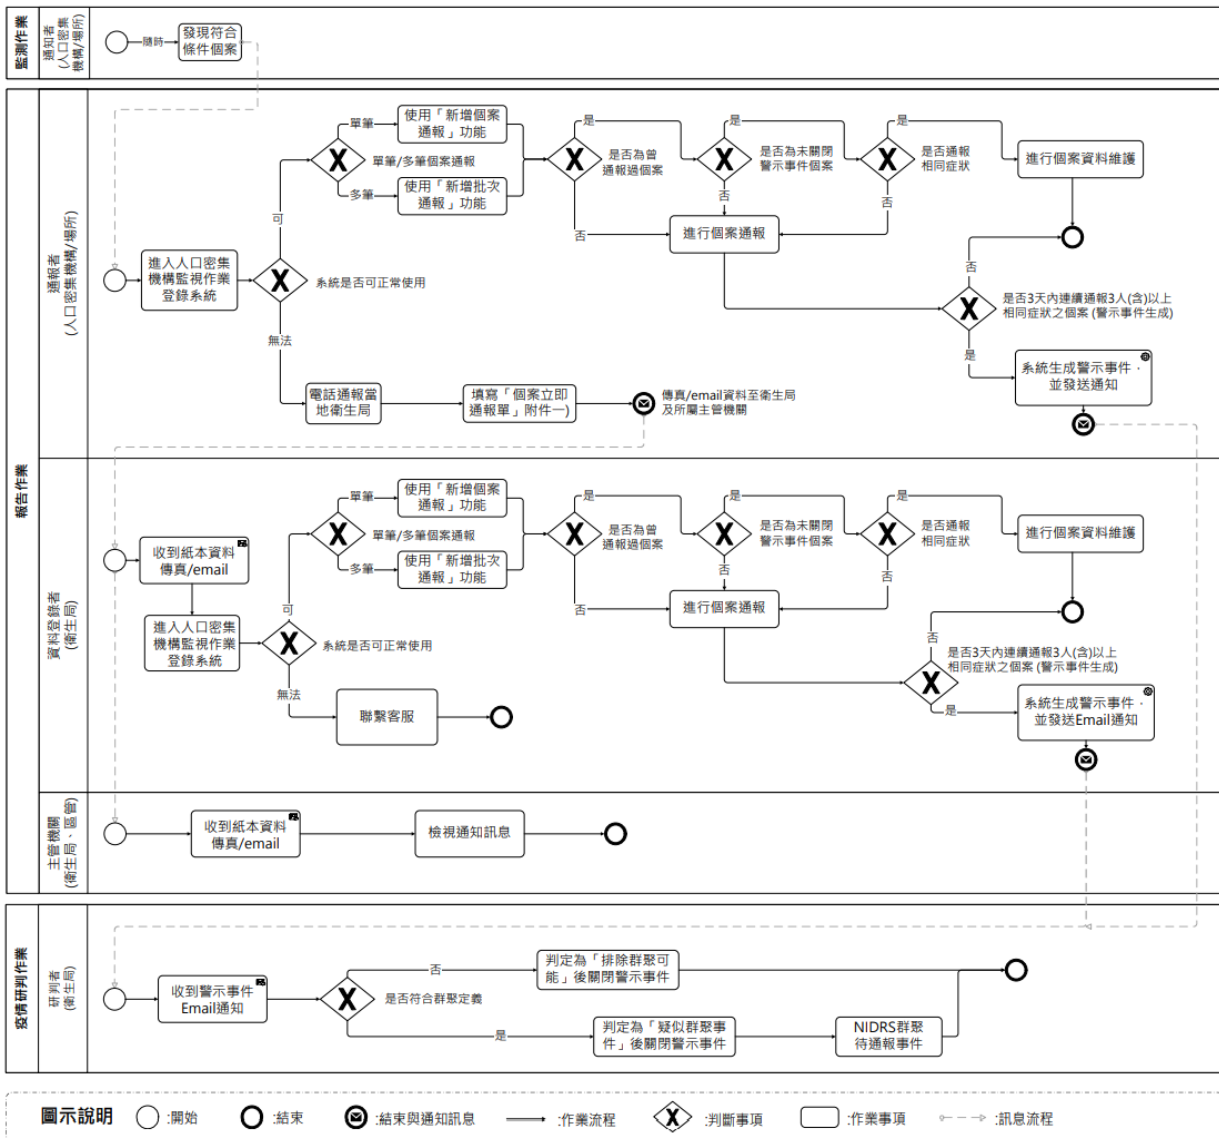 監測作業
通知者
(人口密集
機構/場所)
隨時
發現符合
條件個案
報告作業
通報者
(人口密集機構/場所)
進入人口密集
機構監視作業
登錄系統
可
無法
系統是否可正常使用
單筆
多筆
單筆/多筆個案通報
使用「新增個案
通報」功能
使用「新增批次
通報」功能
是
否
是否為曾
通報過個案
是
否
是否為未關閉
警示事件個案
是
否
是否通報
相同症狀
進行個案資料維護
進行個案通報
否
是
是否3天內連續通報3人(含)以上
相同症狀之個案 (警示事件生成)
系統生成警示事件,
並發送通知
電話通報當
地衛生局
填寫「個案立即
通報單」附件一)
傳真/email資料至衛生局
及所屬主管機關
資料登錄者
(衛生局)
收到紙本資料
傳真/email
進入人口密集
機構監視作業
登錄系統
可
無法
系統是否可正常使用
單筆
多筆
單筆/多筆個案通報
使用「新增個案
通報」功能
使用「新增批次
通報」功能
是
否
是否為曾
通報過個案
是
否
是否為未關閉
警示事件個案
是
否
是否通報
相同症狀
進行個案資料維護
進行個案通報
否
是
是否3天內連續通報3人(含)以上
相同症狀之個案 (警示事件生成)
系統生成警示事件,
並發送Email通知
聯繫客服
主管機關
(衛生局、區管)
收到紙本資料
傳真/email
檢視通知訊息
疫情研判作業
研判者
(衛生局)
收到警示事件
Email通知
否
是
是否符合群聚定義
判定為「排除群聚可
能」後關閉警示事件
判定為「疑似群聚事
件」後關閉警示事件
NIDRS群聚
待通報事件
圖示說明
:開始
:結束
:結束與通知訊息
:作業流程
:判斷事項
:作業事項
:訊息流程